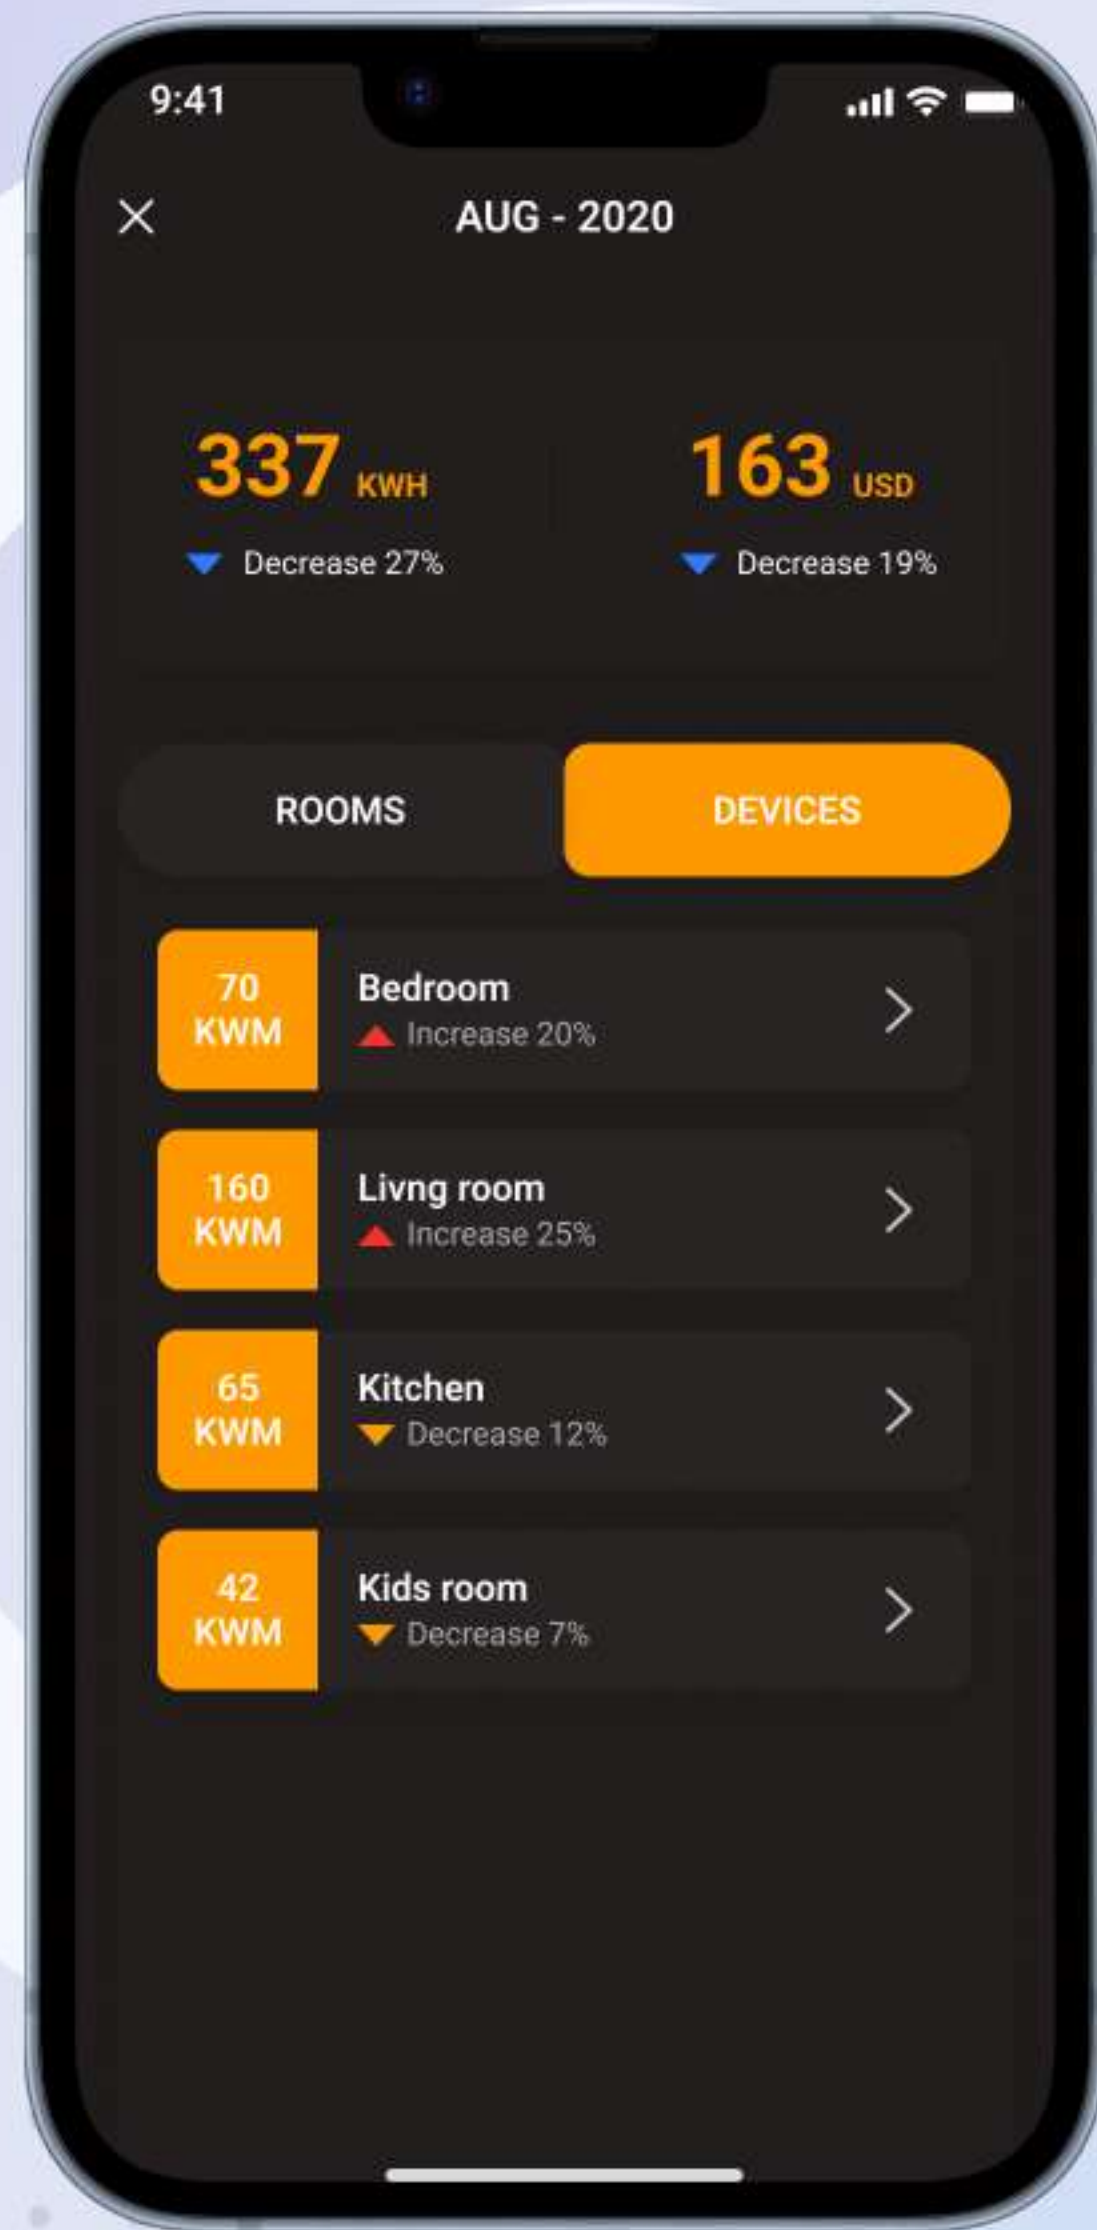 9:41
AUG - 2020
337 KWH
163 USD
Decrease 27%
Decrease 19%
ROOMS
DEVICES
70
KWM
Bedroom
Increase 20%
160
KWM
Livng room
Increase 25%
65
KWM
Kitchen
Decrease 12%
42
KWM
Kids room
Decrease 7%